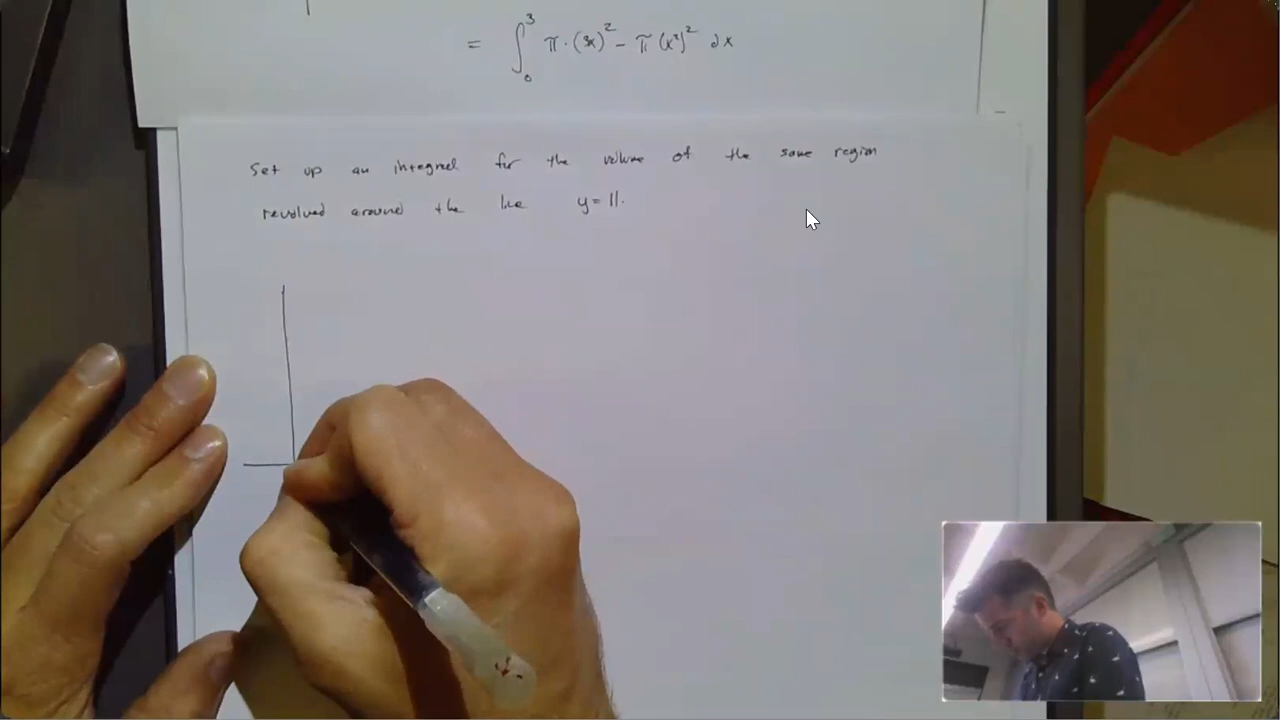 = ∫₀³ π·(3x)² − π(x²)² dx
Set up an integral for the volume of the same region
revolved around the line y = 11.